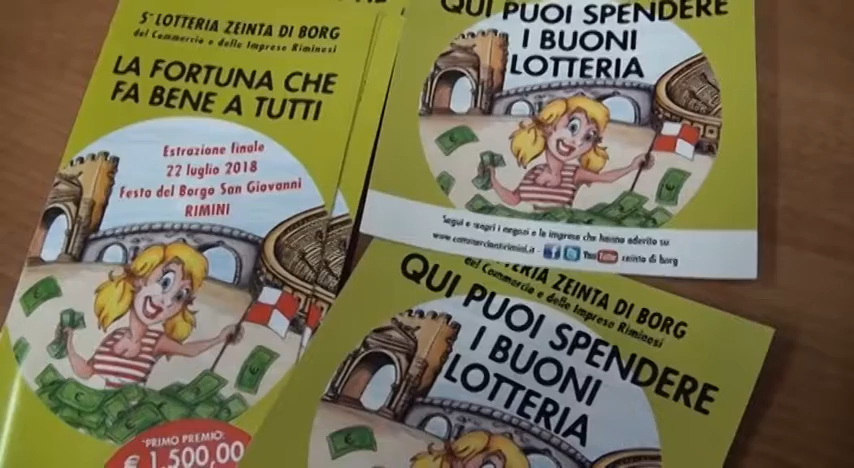 5ª LOTTERIA ZEINTA DI BORG
del Commercio e delle Imprese Riminesi
LA FORTUNA CHE
FA BENE A TUTTI
Estrazione finale
22 luglio 2018
Festa del Borgo San Giovanni
RIMINI
*PRIMO PREMIO:
€ 1.500,00
QUI PUOI SPENDERE
I BUONI
LOTTERIA
Segui e scopri i negozi e le imprese che hanno aderito su
www.commerciantirimini.it - YouTube zeinta di borg
LOTTERIA ZEINTA DI BORG
del Commercio e delle Imprese Riminesi
QUI PUOI SPENDERE
I BUONI
LOTTERIA